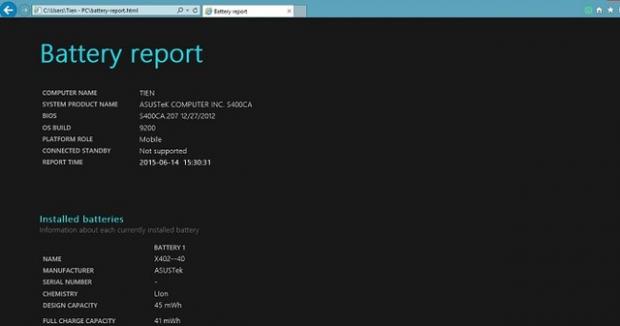 C:\Users\Tien - PC\battery-report.html
Battery report
Battery report
COMPUTER NAME TIEN
SYSTEM PRODUCT NAME ASUSTeK COMPUTER INC. S400CA
BIOS S400CA.207 12/27/2012
OS BUILD 9200
PLATFORM ROLE Mobile
CONNECTED STANDBY Not supported
REPORT TIME 2015-06-14 15:30:31
Installed batteries
Information about each currently installed battery
BATTERY 1
NAME X402--40
MANUFACTURER ASUSTek
SERIAL NUMBER -
CHEMISTRY LIon
DESIGN CAPACITY 45 mWh
FULL CHARGE CAPACITY 41 mWh